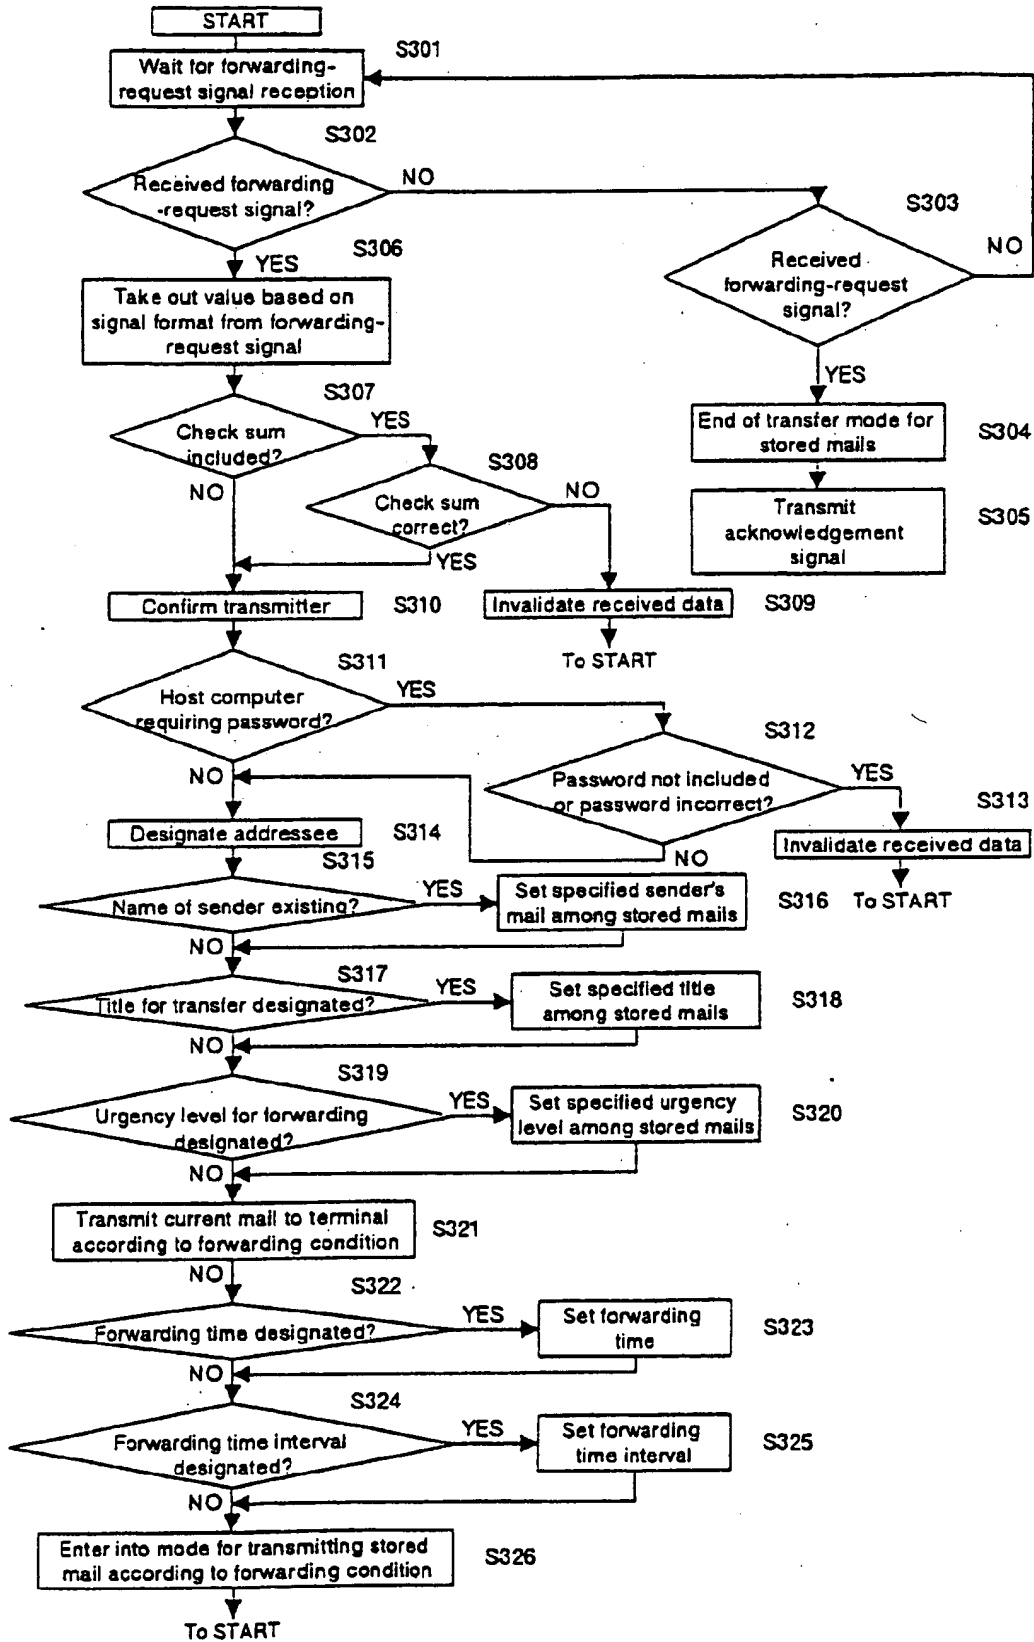 START
S301
Wait for forwarding-
request signal reception
S302
Received forwarding
-request signal?
NO
S303
Received
forwarding-request
signal?
NO
YES
S306
YES
Take out value based on
signal format from forwarding-
request signal
End of transfer mode for
stored mails
S304
Transmit
acknowledgement
signal
S305
S307
Check sum
included?
YES
NO
S308
Check sum
correct?
NO
YES
Confirm transmitter
S310
Invalidate received data
S309
To START
S311
Host computer
requiring password?
YES
NO
S312
Password not included
or password incorrect?
YES
NO
S313
Invalidate received data
To START
Designate addressee
S314
S315
Name of sender existing?
YES
Set specified sender's
mail among stored mails
S316
NO
S317
Title for transfer designated?
YES
Set specified title
among stored mails
S318
NO
S319
Urgency level for forwarding
designated?
YES
Set specified urgency
level among stored mails
S320
NO
Transmit current mail to terminal
according to forwarding condition
S321
NO
S322
Forwarding time designated?
YES
Set forwarding
time
S323
NO
S324
Forwarding time interval
designated?
YES
Set forwarding
time interval
S325
NO
Enter into mode for transmitting stored
mail according to forwarding condition
S326
To START